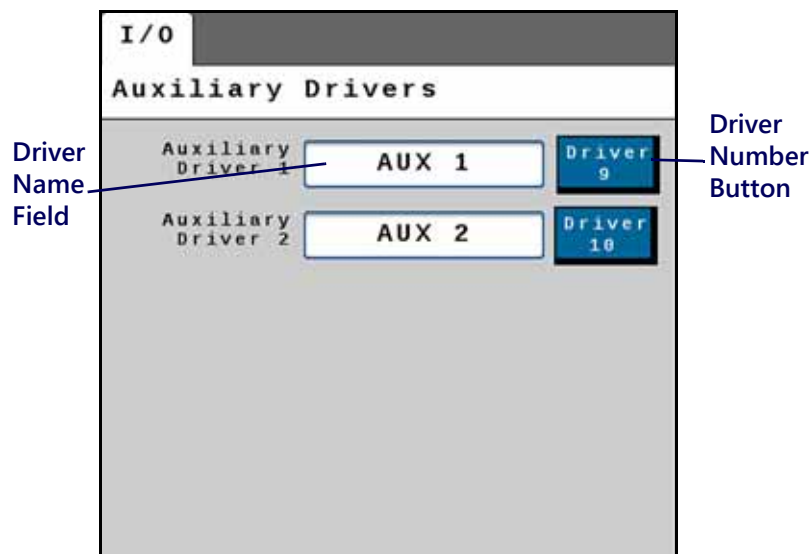 I/O
Auxiliary Drivers
Driver
Name
Field
Auxiliary
Driver 1
AUX 1
Driver
9
Driver
Number
Button
Auxiliary
Driver 2
AUX 2
Driver
10